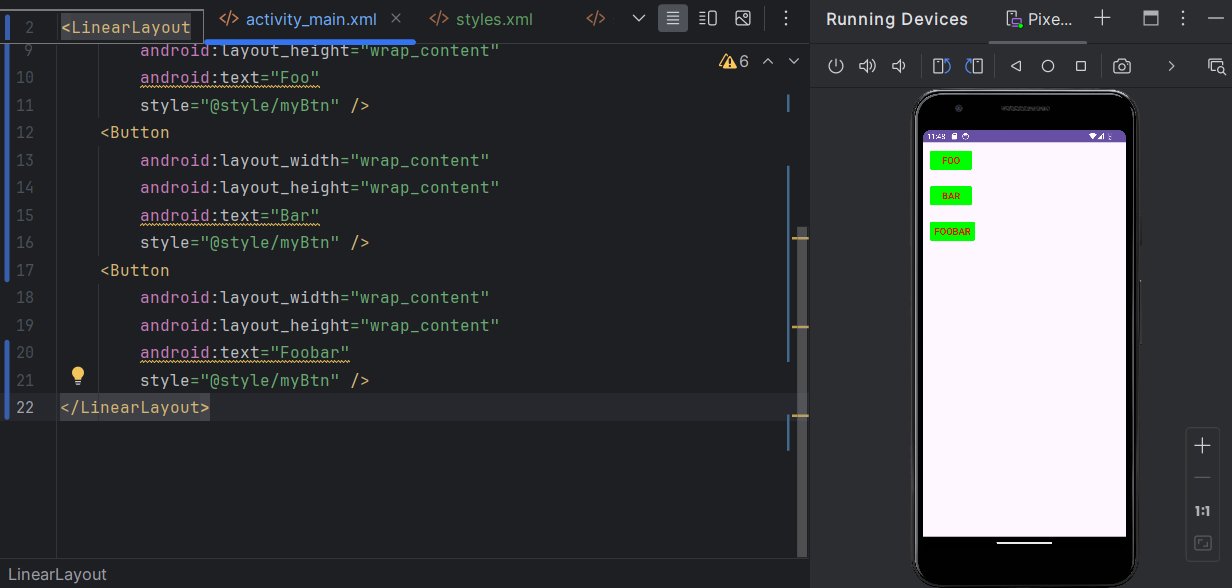 2 <LinearLayout
activity_main.xml
styles.xml
Running Devices
Pixe...
9 android:layout_height="wrap_content"
6
10 android:text="Foo"
11 style="@style/myBtn" />
12 <Button
13 android:layout_width="wrap_content"
14 android:layout_height="wrap_content"
15 android:text="Bar"
16 style="@style/myBtn" />
17 <Button
18 android:layout_width="wrap_content"
19 android:layout_height="wrap_content"
20 android:text="Foobar"
21 style="@style/myBtn" />
22 </LinearLayout>
LinearLayout
11:48
FOO
BAR
FOOBAR
1:1